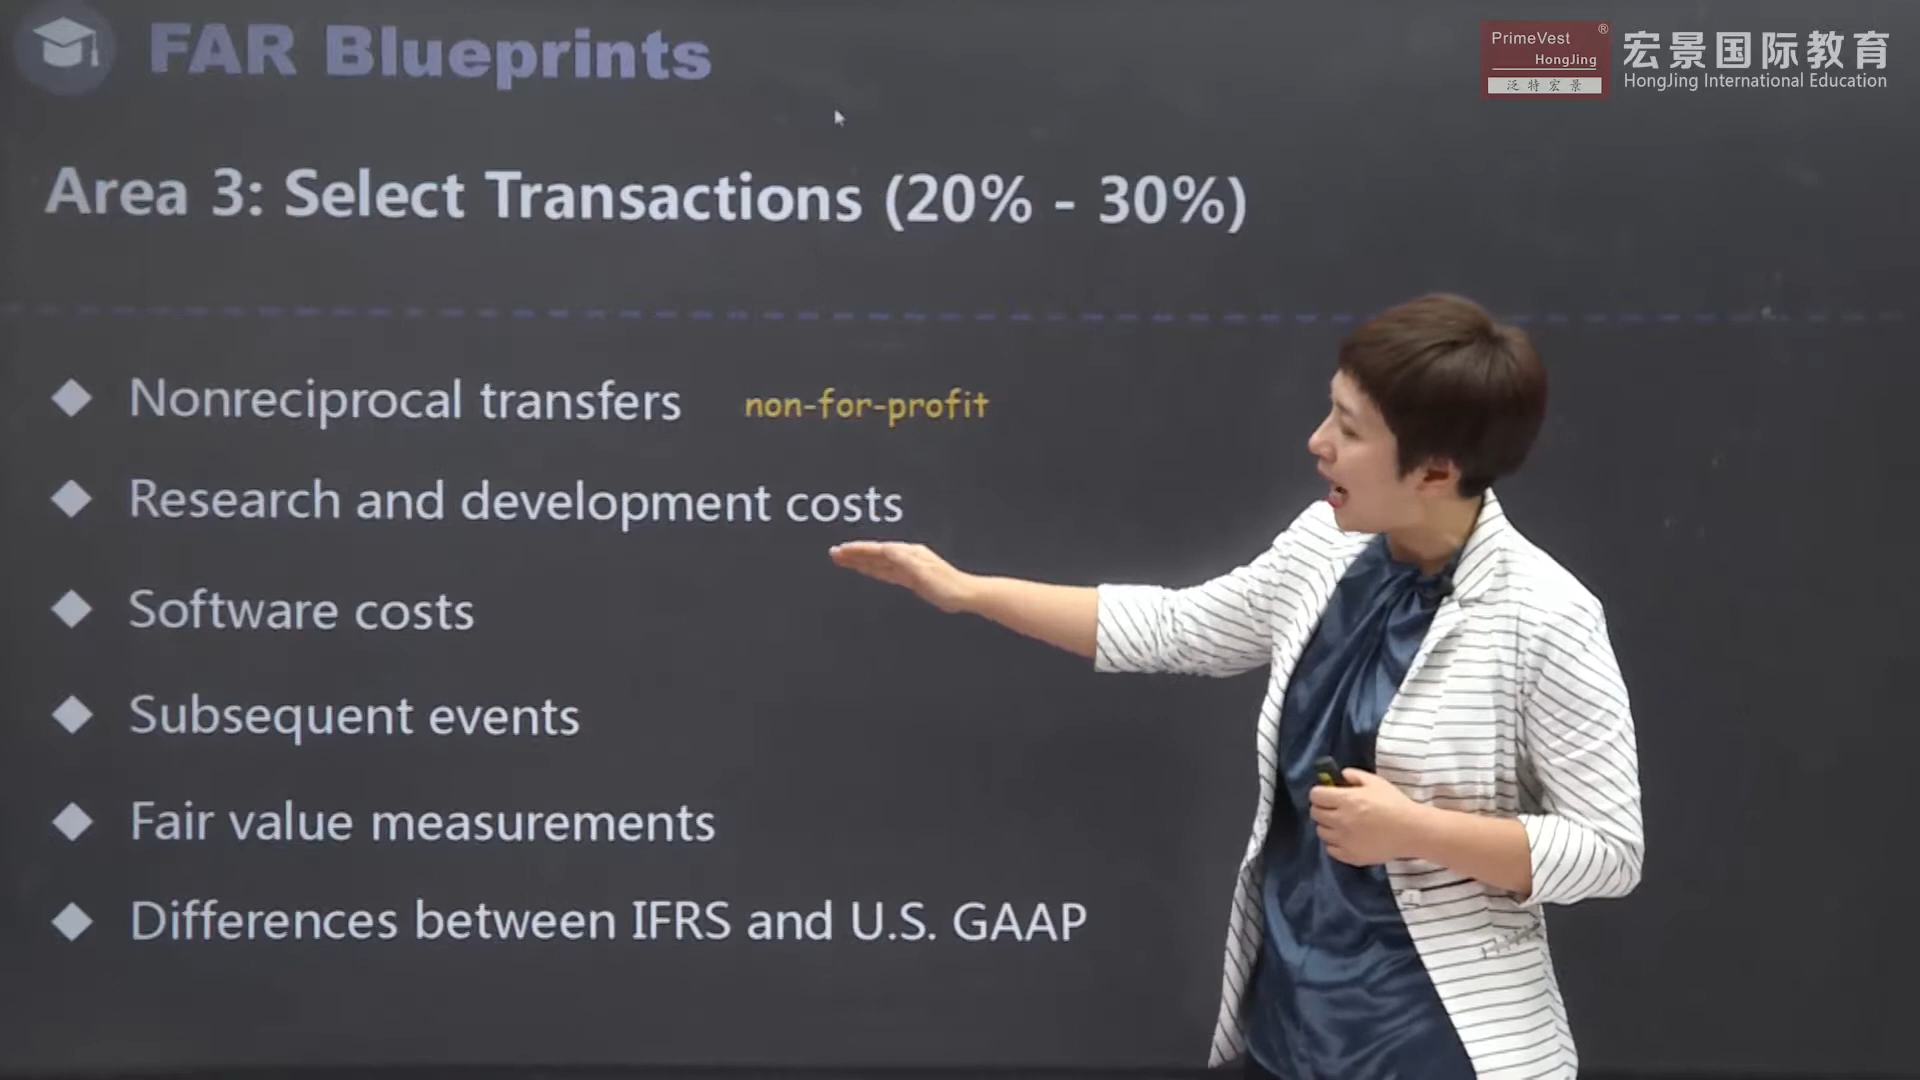 FAR Blueprints
PrimeVest ®
HongJing
泛特宏景
宏景国际教育
HongJing International Education
Area 3: Select Transactions (20% - 30%)
Nonreciprocal transfers non-for-profit
Research and development costs
Software costs
Subsequent events
Fair value measurements
Differences between IFRS and U.S. GAAP